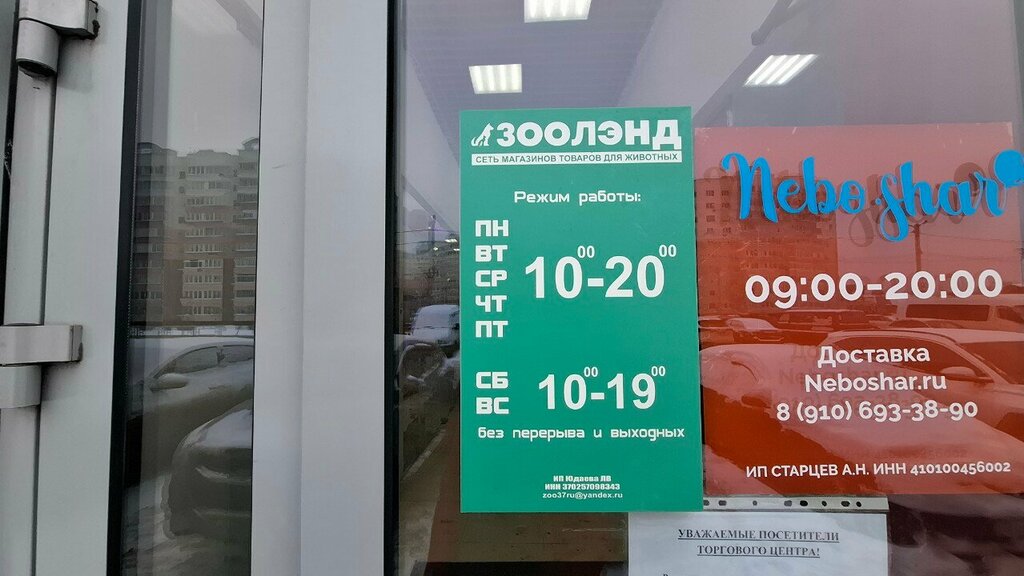 ЗООЛЭНД
СЕТЬ МАГАЗИНОВ ТОВАРОВ ДЛЯ ЖИВОТНЫХ
Режим работы:
ПН
ВТ
СР
ЧТ
ПТ
10⁰⁰-20⁰⁰
СБ
ВС
10⁰⁰-19⁰⁰
без перерыва и выходных
ИП Юдаева ЛВ
ИНН 370257098343
zoo37ru@yandex.ru
Nebo shar
09:00-20:00
Доставка
Neboshar.ru
8 (910) 693-38-90
ИП СТАРЦЕВ А.Н. ИНН 410100456002
УВАЖАЕМЫЕ ПОСЕТИТЕЛИ
ТОРГОВОГО ЦЕНТРА!